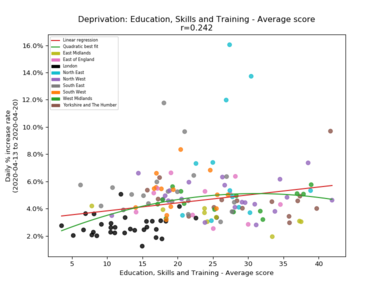 Deprivation: Education, Skills and Training - Average score
r=0.242
Daily % increase rate
(2020-04-13 to 2020-04-20)
16.0%
14.0%
12.0%
10.0%
8.0%
6.0%
4.0%
2.0%
Linear regression
Quadratic best fit
East Midlands
East of England
London
North East
North West
South East
South West
West Midlands
Yorkshire and The Humber
5 10 15 20 25 30 35 40
Education, Skills and Training - Average score